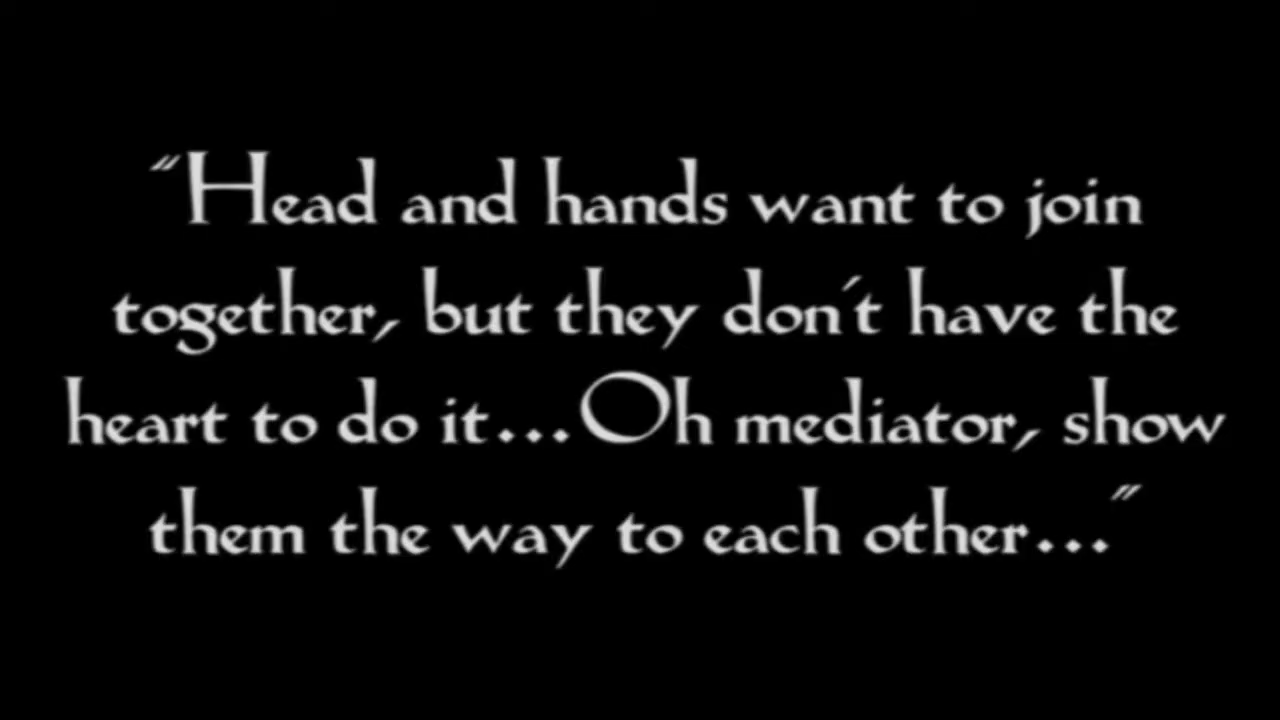 "Head and hands want to join
together, but they don´t have the
heart to do it...Oh mediator, show
them the way to each other..."